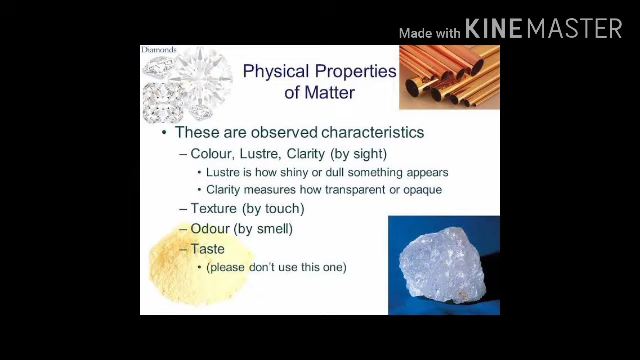 Made with KINEMASTER
Diamonds
Physical Properties
of Matter
• These are observed characteristics
– Colour, Lustre, Clarity (by sight)
• Lustre is how shiny or dull something appears
• Clarity measures how transparent or opaque
– Texture (by touch)
– Odour (by smell)
– Taste
• (please don't use this one)